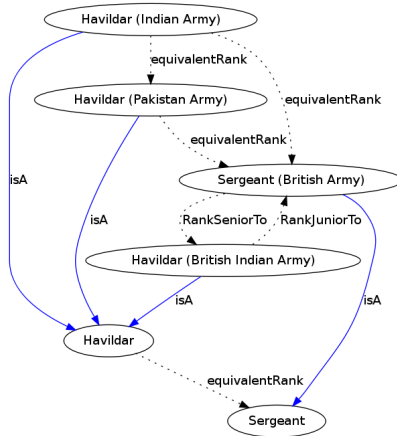 Havildar (Indian Army)
equivalentRank
Havildar (Pakistan Army)
equivalentRank
equivalentRank
isA
Sergeant (British Army)
isA
RankSeniorTo
RankJuniorTo
Havildar (British Indian Army)
isA
isA
Havildar
equivalentRank
Sergeant